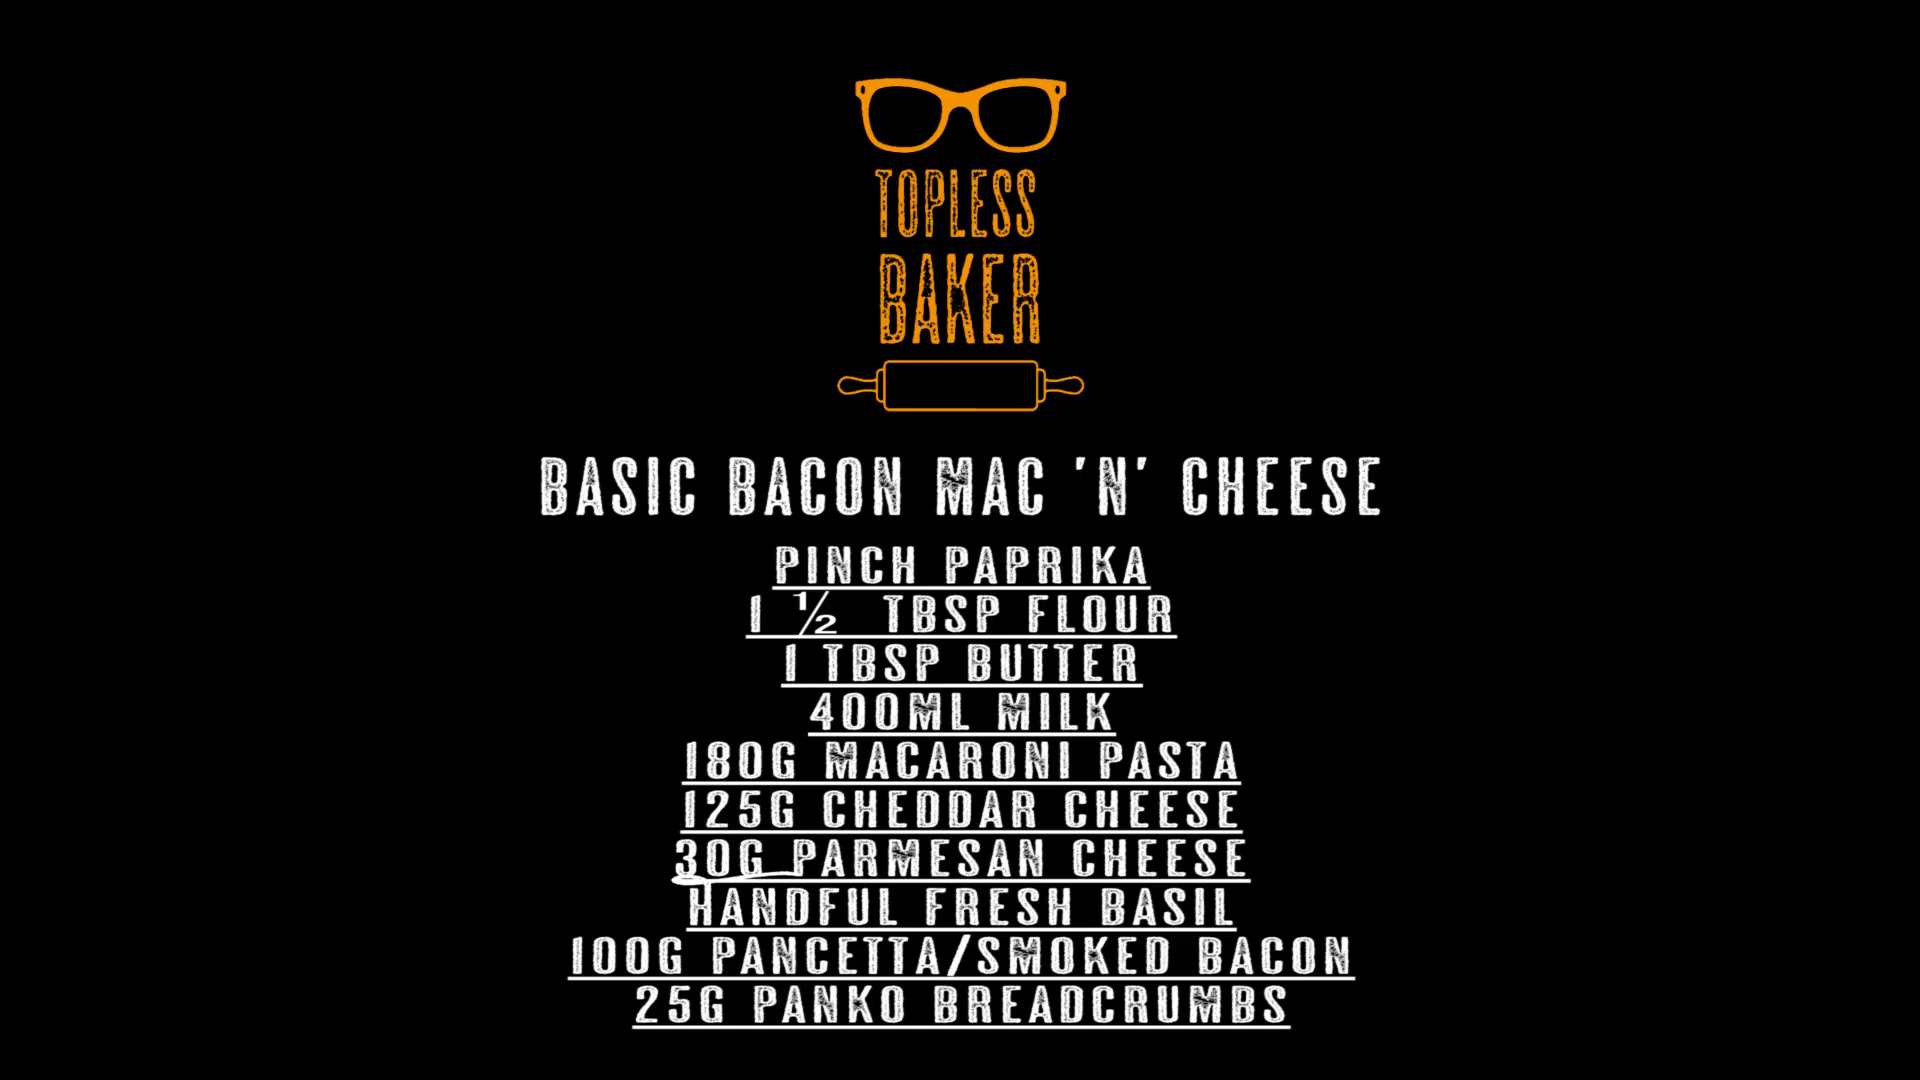 TOPLESS
BAKER
BASIC BACON MAC 'N' CHEESE
PINCH PAPRIKA
1 ½ TBSP FLOUR
1 TBSP BUTTER
400ML MILK
180G MACARONI PASTA
125G CHEDDAR CHEESE
30G PARMESAN CHEESE
HANDFUL FRESH BASIL
100G PANCETTA/SMOKED BACON
25G PANKO BREADCRUMBS